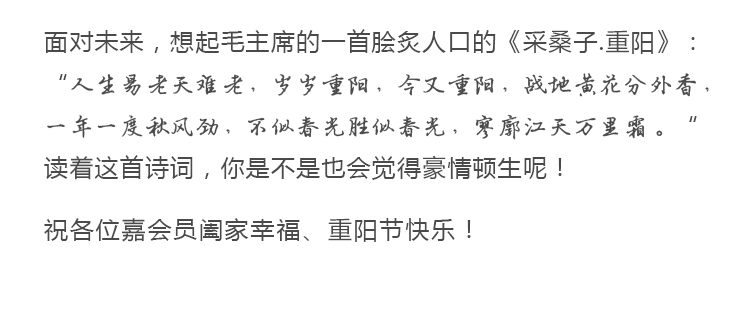 面对未来，想起毛主席的一首脍炙人口的《采桑子.重阳》：
“人生易老天难老，岁岁重阳，今又重阳，战地黄花分外香，
一年一度秋风劲，不似春光胜似春光，寥廓江天万里霜。“
读着这首诗词，你是不是也会觉得豪情顿生呢！
祝各位嘉会员阖家幸福、重阳节快乐！